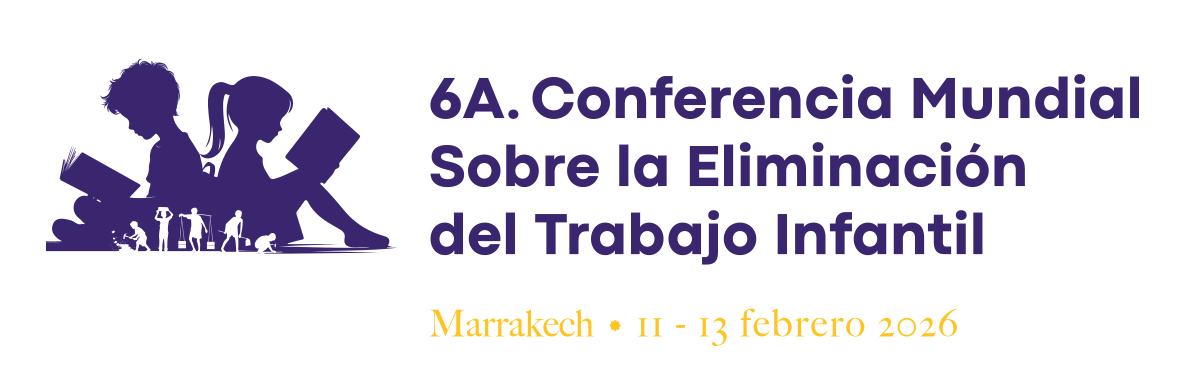 6A. Conferencia Mundial
Sobre la Eliminación
del Trabajo Infantil
Marrakech • 11 - 13 febrero 2026